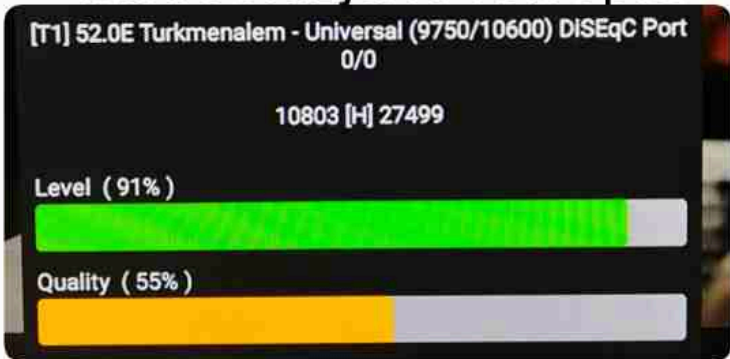 [T1] 52.0E Turkmenalem - Universal (9750/10600) DiSEqC Port
0/0
10803 [H] 27499
Level ( 91% )
Quality ( 55% )